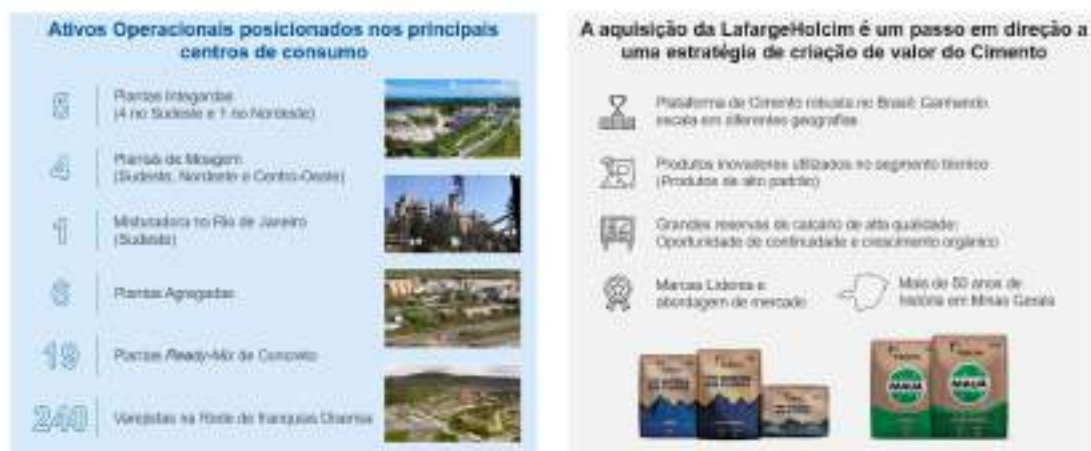 Ativos Operacionais posicionados nos principais
centros de consumo
5
Plantas Integardas
(4 no Sudeste e 1 no Nordeste)
4
Plantas de Moagem
(Sudeste, Nordeste e Centro-Oeste)
1
Misturadora no Rio de Janeiro
(Sudeste)
6
Plantas Agregadas
19
Plantas Ready-Mix de Concreto
240
Varejistas na Rede de franquias Disensa
A aquisição da LafargeHolcim é um passo em direção a
uma estratégia de criação de valor do Cimento
Plataforma de Cimento robusta no Brasil: Ganhando
escala em diferentes geografias
Produtos inovadores utilizados no segmento técnico
(Produtos de alto padrão)
Grandes reservas de calcário de alta qualidade:
Oportunidade de continuidade e crescimento orgânico
Marcas Líderes e
abordagem de mercado
Mais de 50 anos de
história em Minas Gerais
MAUÁ
MAUÁ